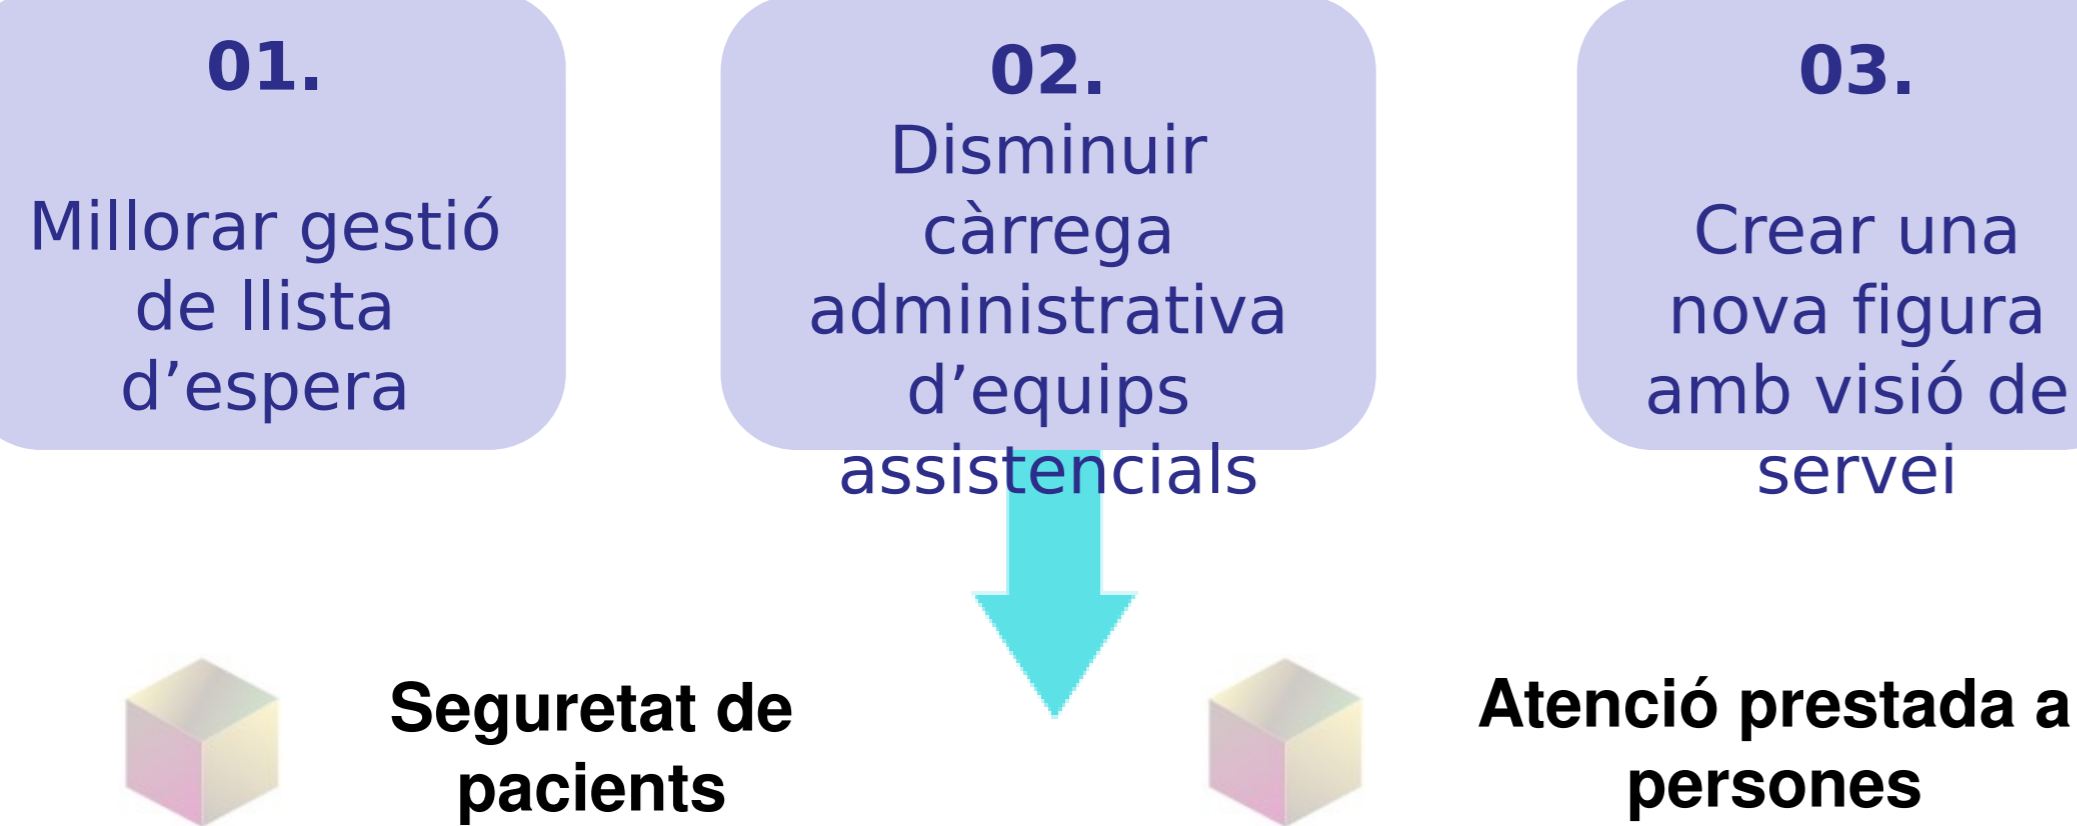 01.
Millorar gestió
de llista
d’espera
02.
Disminuir
càrrega
administrativa
d’equips
assistencials
03.
Crear una
nova figura
amb visió de
servei
Seguretat de
pacients
Atenció prestada a
persones